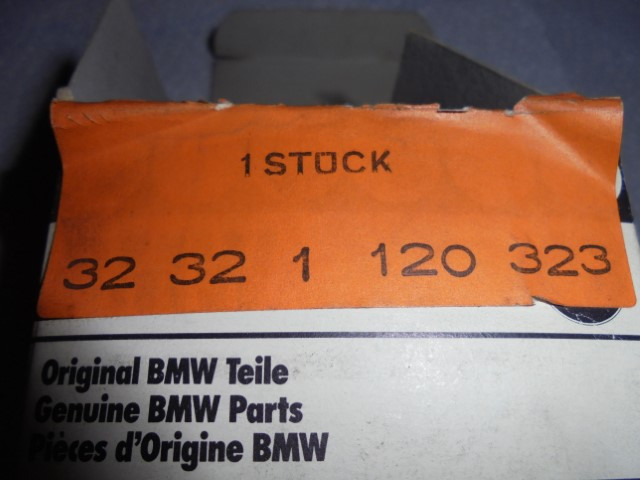 1 STÜCK
32 32 1 120 323
Original BMW Teile
Genuine BMW Parts
Pièces d'Origine BMW